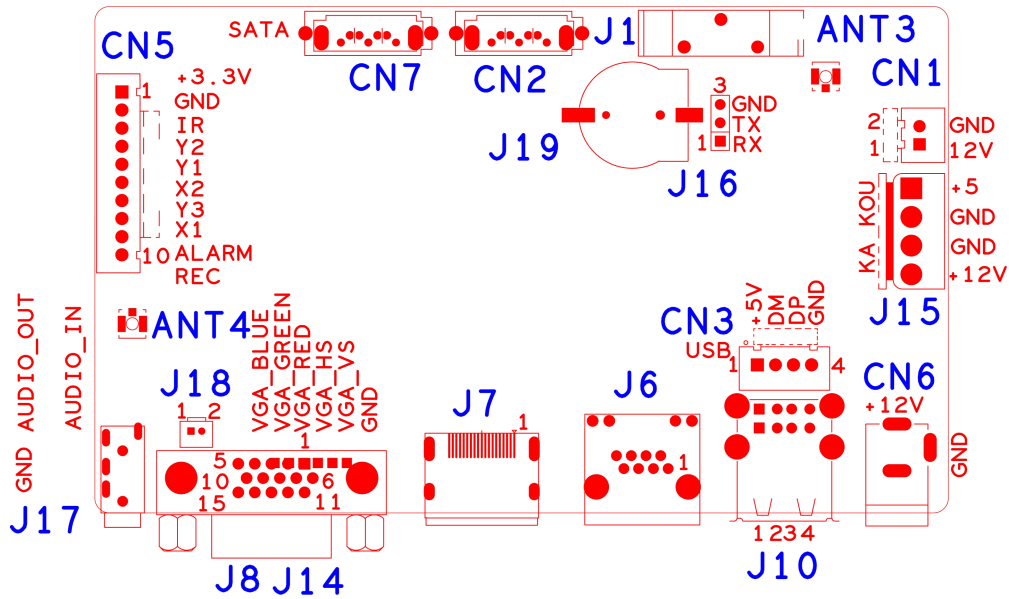 SATA
CN5
CN7
CN2
J1
ANT3
CN1
+3.3V
1
GND
IR
Y2
Y1
X2
Y3
X1
10
ALARM
REC
J19
3
GND
TX
1
RX
J16
2
GND
1
12V
KA KOU
+5
GND
GND
+12V
J15
GND AUDIO_OUT
AUDIO_IN
ANT4
VGA_BLUE
VGA_GREEN
VGA_RED
VGA_HS
VGA_VS
GND
J18
1 2
1
5
10
6
15
11
J17
J8
J14
J7
1
J6
1
CN3
+5V
DM
DP
GND
USB
1
4
1234
J10
CN6
+12V
GND